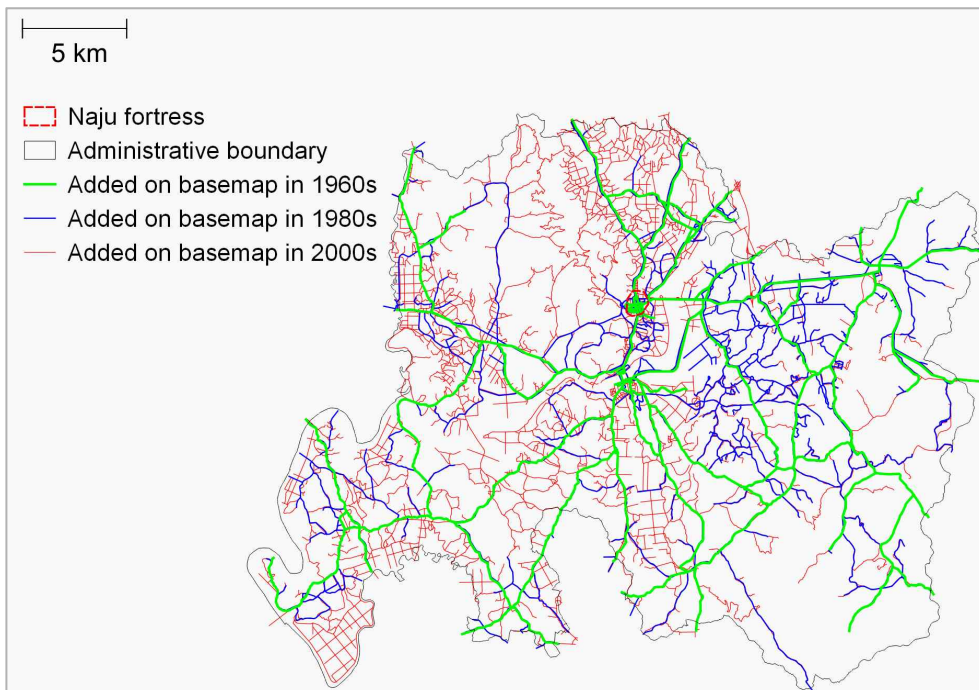 5 km
Naju fortress
Administrative boundary
Added on basemap in 1960s
Added on basemap in 1980s
Added on basemap in 2000s